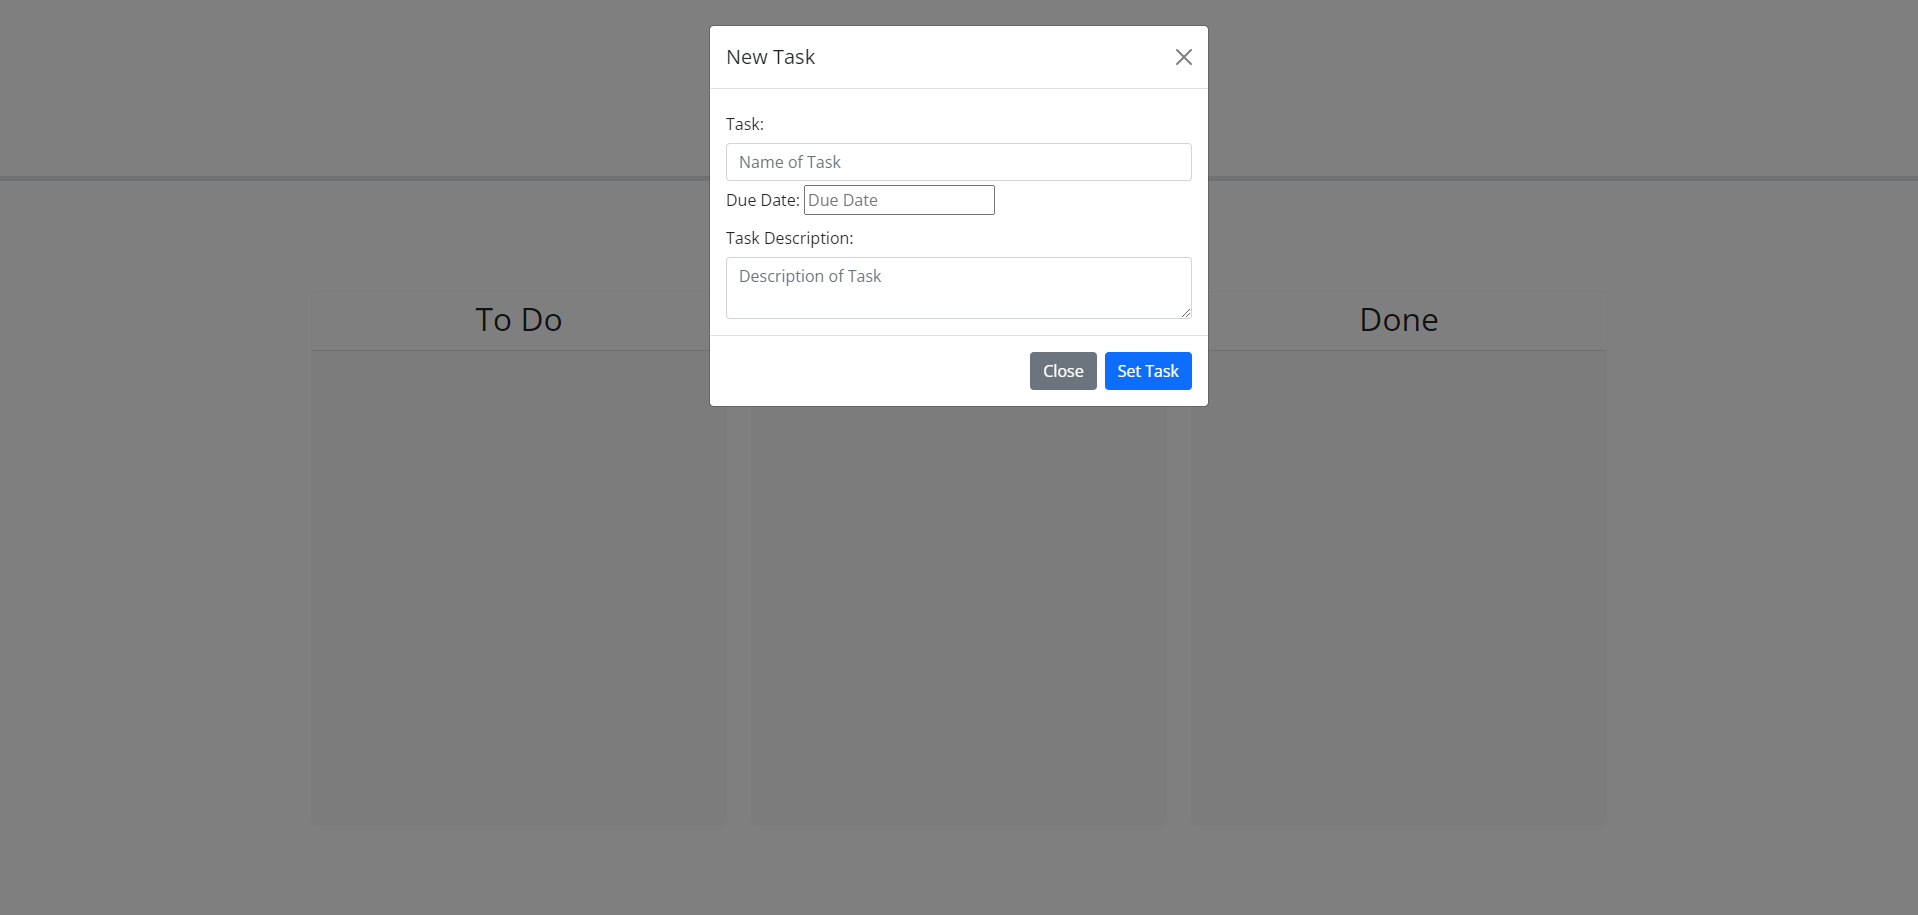 New Task
Task:
Name of Task
Due Date: Due Date
Task Description:
Description of Task
To Do
Done
Close
Set Task